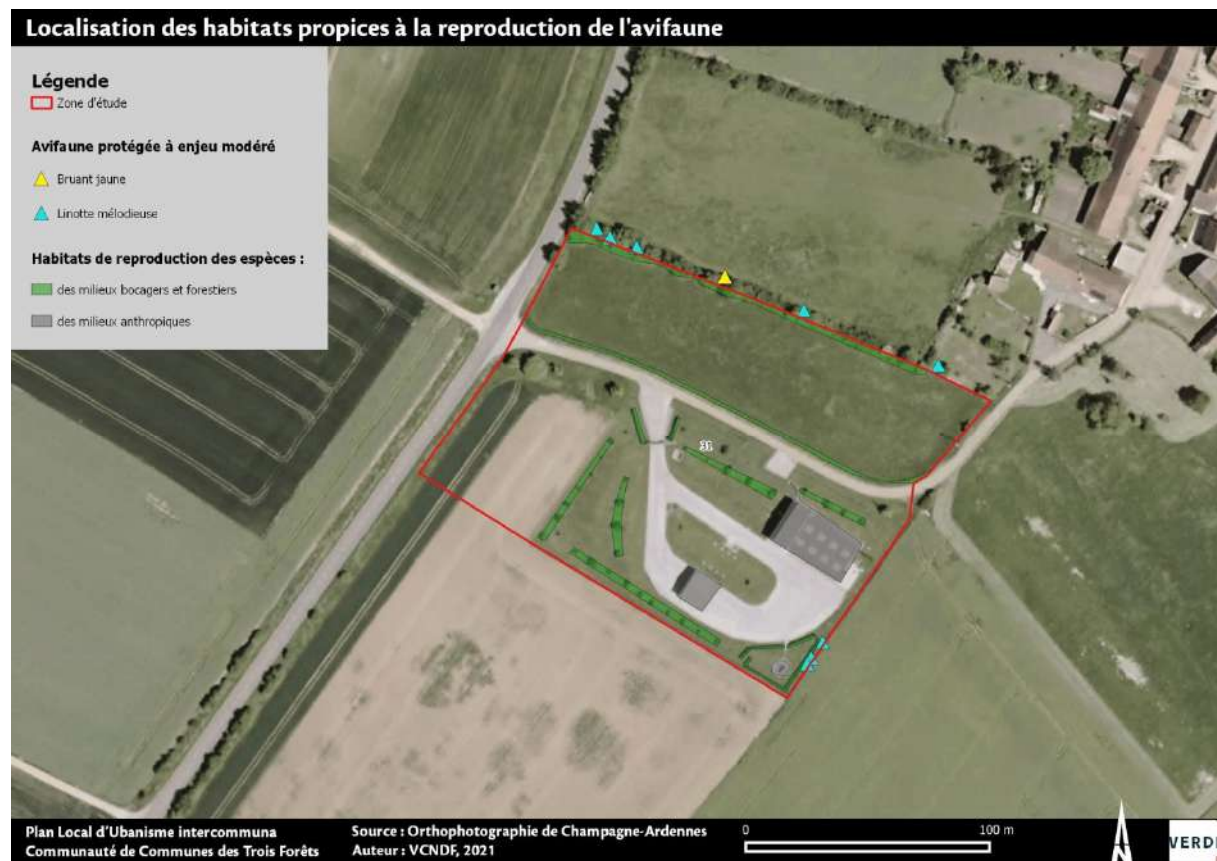 Localisation des habitats propices à la reproduction de l'avifaune
Légende
Zone d'étude
Avifaune protégée à enjeu modéré
Bruant jaune
Linotte mélodieuse
Habitats de reproduction des espèces :
des milieux bocagers et forestiers
des milieux anthropiques
31
Plan Local d'Ubanisme intercommuna
Communauté de Communes des Trois Forêts
Source : Orthophotographie de Champagne-Ardennes
Auteur : VCNDF, 2021
0
100 m
N
VERDI